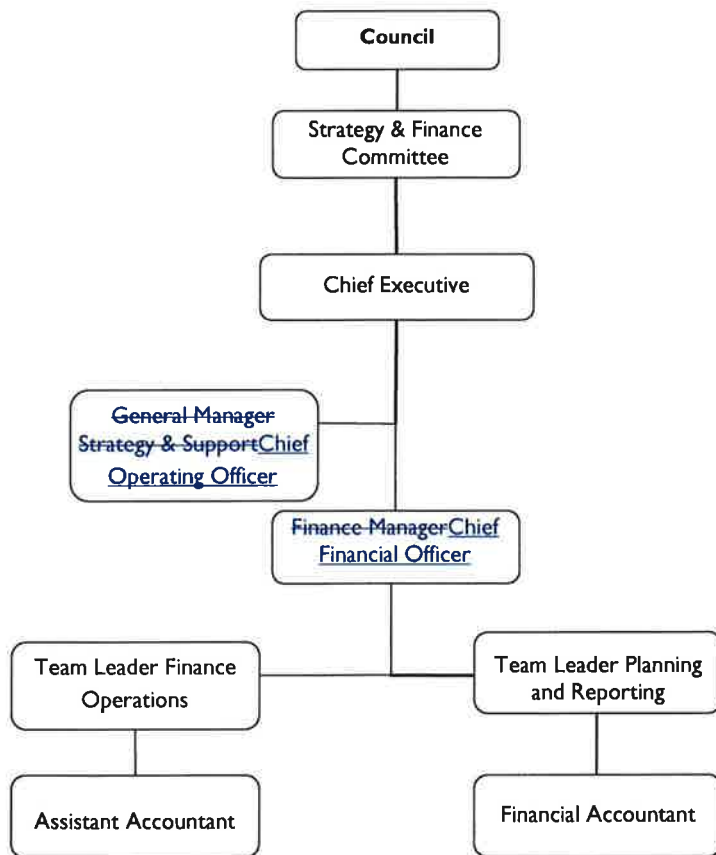 Council
Strategy & Finance
Committee
Chief Executive
General Manager
Strategy & SupportChief
Operating Officer
Finance ManagerChief
Financial Officer
Team Leader Finance
Operations
Team Leader Planning
and Reporting
Assistant Accountant
Financial Accountant